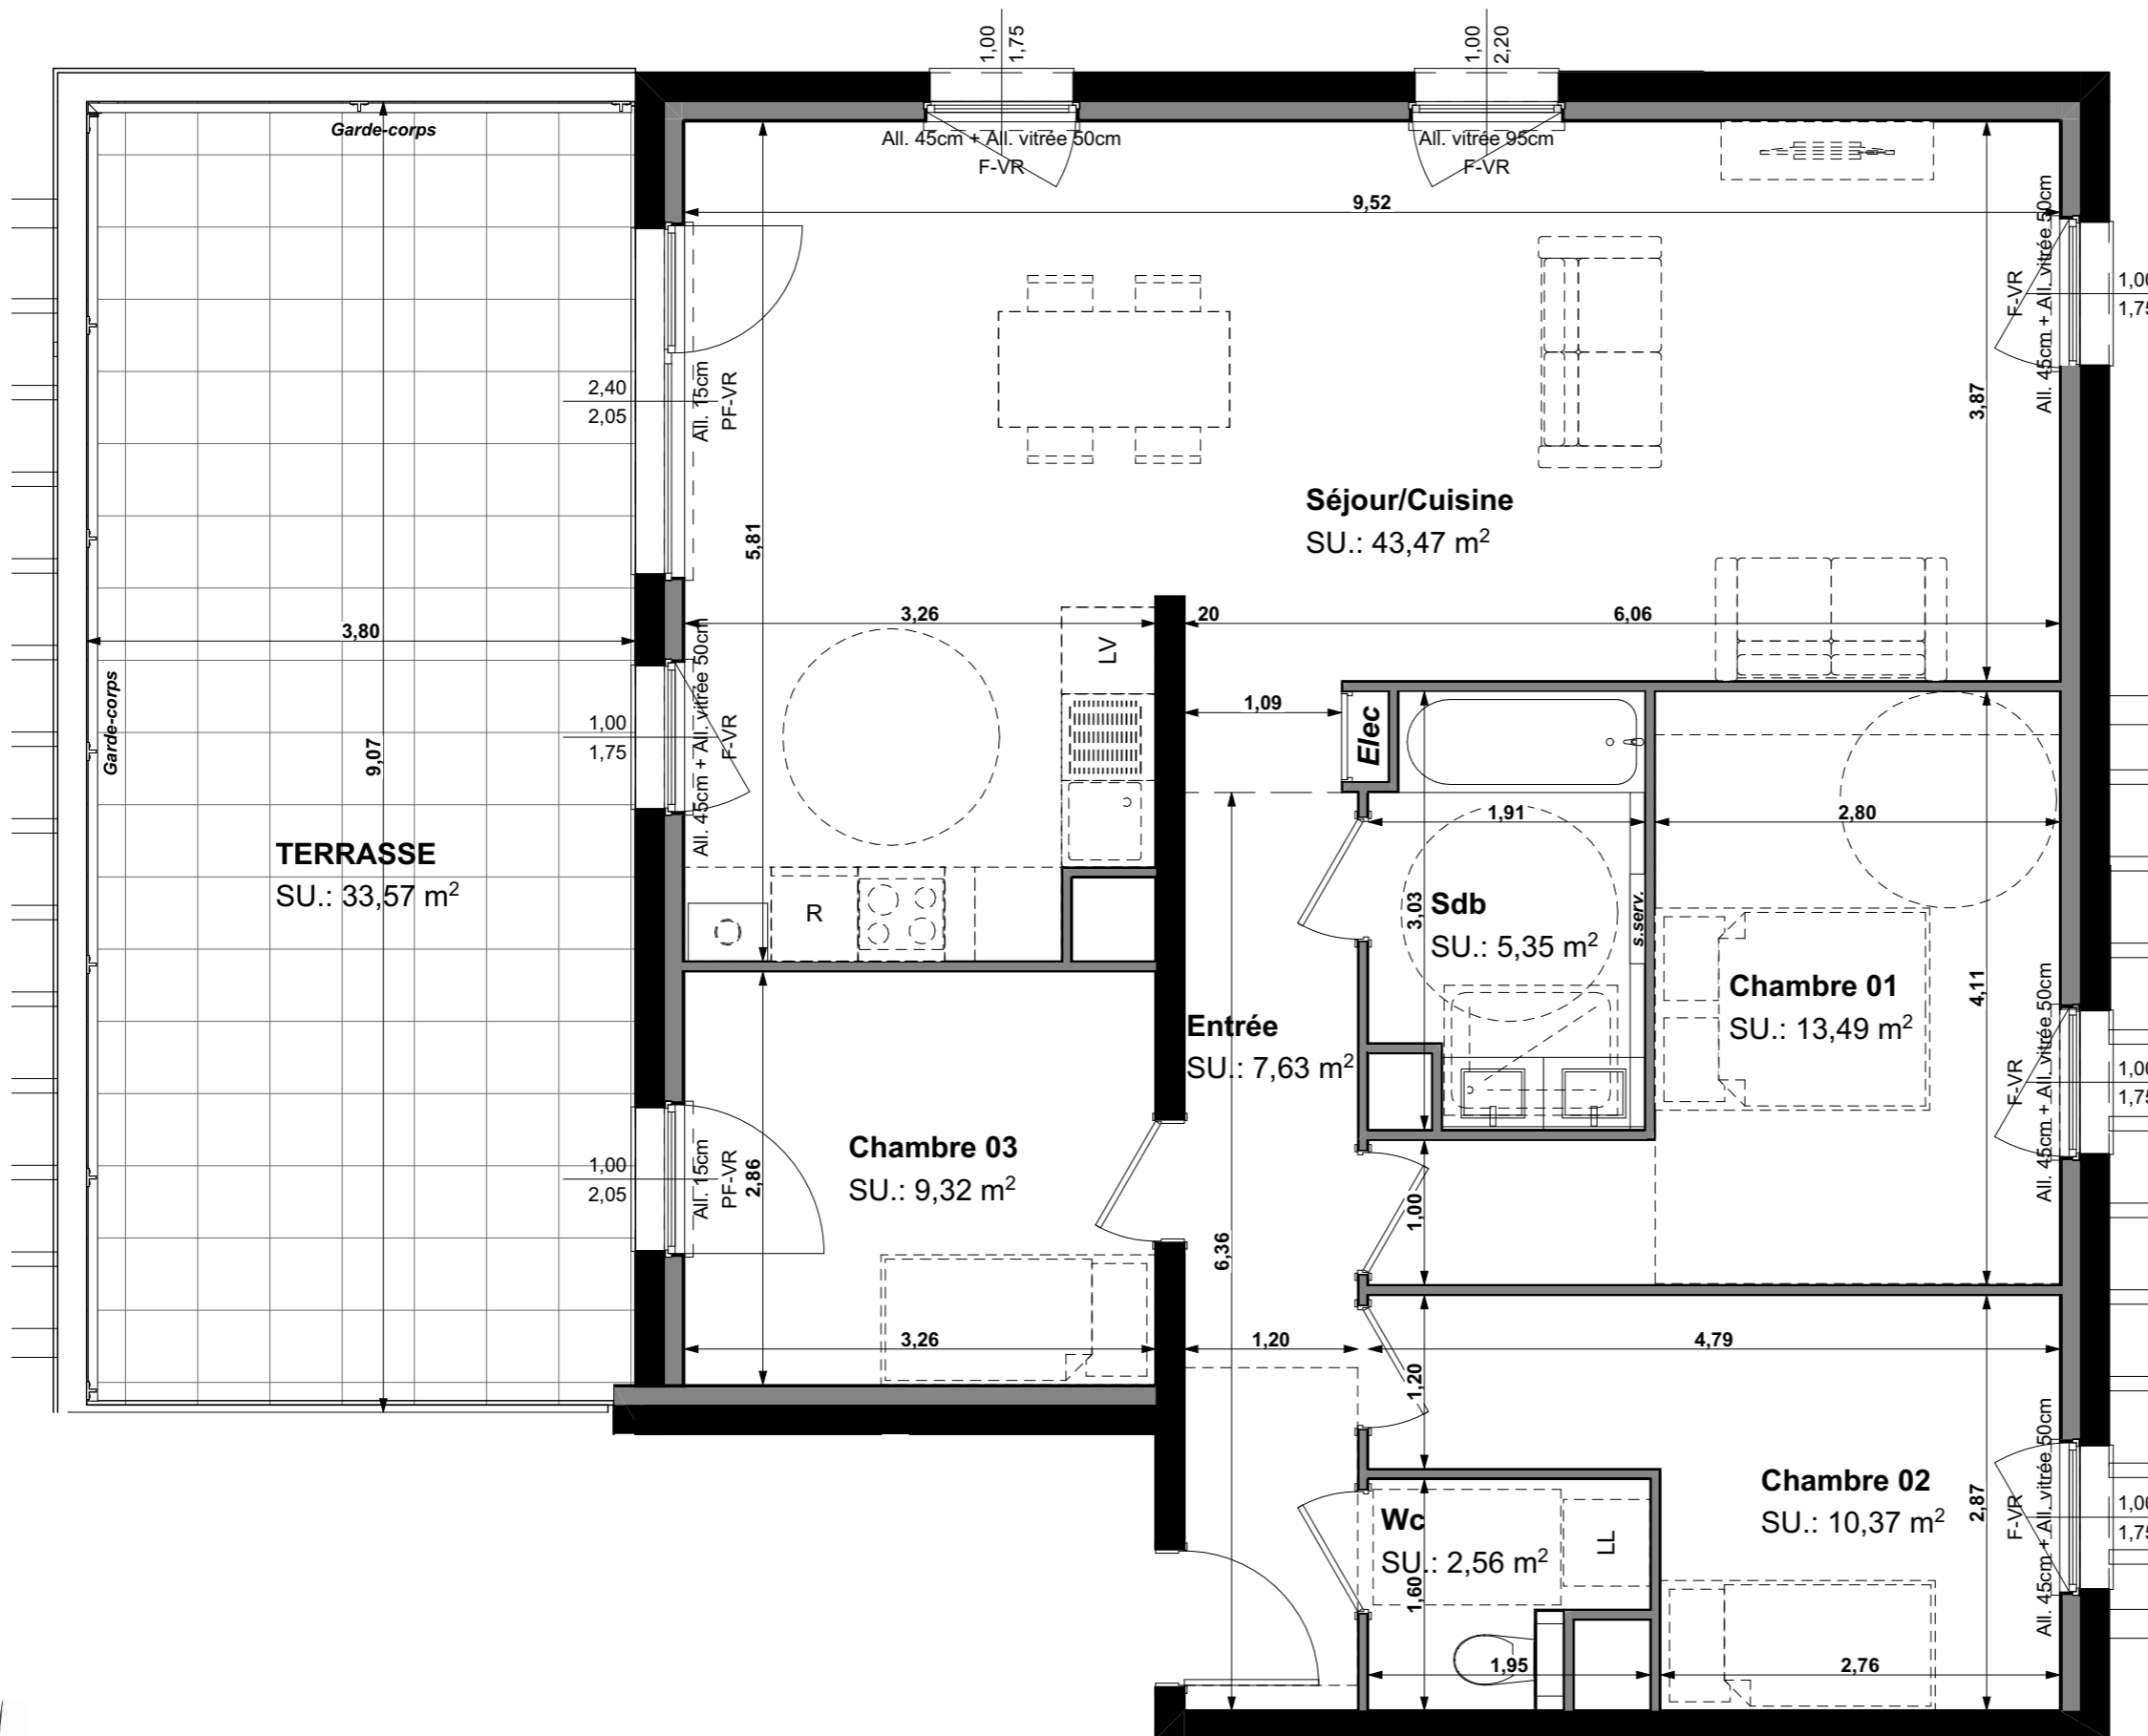 1,00
1,75
1,00
2,20
Garde-corps
All. 45cm + All. vitrée 50cm
F-VR
All. vitrée 95cm
F-VR
9,52
All. 45cm + All. vitrée 50cm
F-VR
1,00
1,75
3,87
2,40
2,05
All. 15cm
PF-VR
5,81
Séjour/Cuisine
SU.: 43,47 m²
3,80
3,26
20
6,06
LV
Garde-corps
9,07
1,00
1,75
All. 45cm + All. vitrée 50cm
F-VR
1,09
Elec
1,91
2,80
TERRASSE
SU.: 33,57 m²
R
3,03
Sdb
SU.: 5,35 m²
s.serv.
Chambre 01
SU.: 13,49 m²
4,11
All. 45cm + All. vitrée 50cm
F-VR
1,00
1,75
Entrée
SU.: 7,63 m²
Chambre 03
SU.: 9,32 m²
1,00
2,05
All. 15cm
PF-VR
2,86
1,00
6,36
3,26
1,20
4,79
1,20
Chambre 02
SU.: 10,37 m²
2,87
All. 45cm + All. vitrée 50cm
F-VR
1,00
1,75
Wc
SU.: 2,56 m²
LL
1,60
1,95
2,76